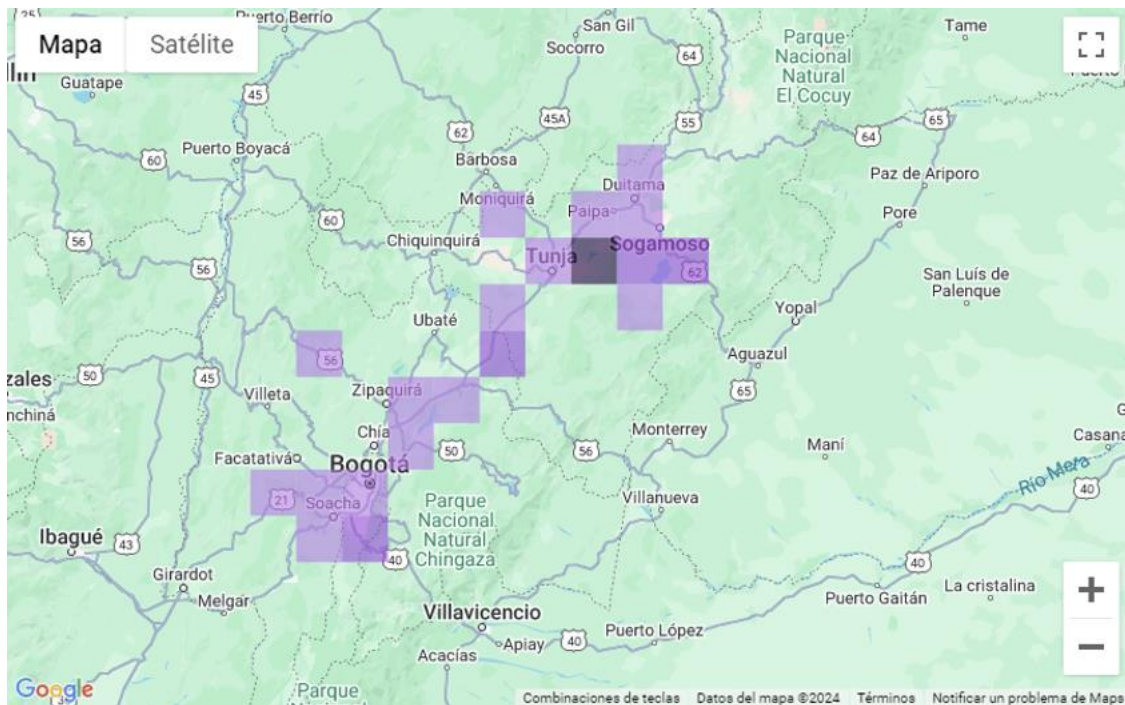 25
Puerto Berrío
San Gil
Socorro
Tame
Mapa
Satélite
Parque
Nacional
Natural
El Cocuy
64
Guatape
45
55
62
45A
64
65
60
Puerto Boyacá
Barbosa
Moniquirá
Duitama
Paipa
Paz de Ariporo
Pore
60
56
Chiquinquirá
Tunja
Sogamoso
62
56
San Luís de
Palenque
Yopal
Ubaté
Aguazul
56
50
45
zales
nchiná
Villeta
Zipaquirá
65
Chía
Monterrey
Maní
Casana
Facatativá
50
56
Bogotá
Río Meta
40
21
Soacha
Parque
Nacional
Natural
Chingaza
Villanueva
Ibagué
43
40
40
Girardot
Melgar
La cristalina
Puerto Gaitán
Villavicencio
Puerto López
40
Apiay
Acacías
Parque
Google
Combinaciones de teclas
Datos del mapa ©2024
Términos
Notificar un problema de Maps